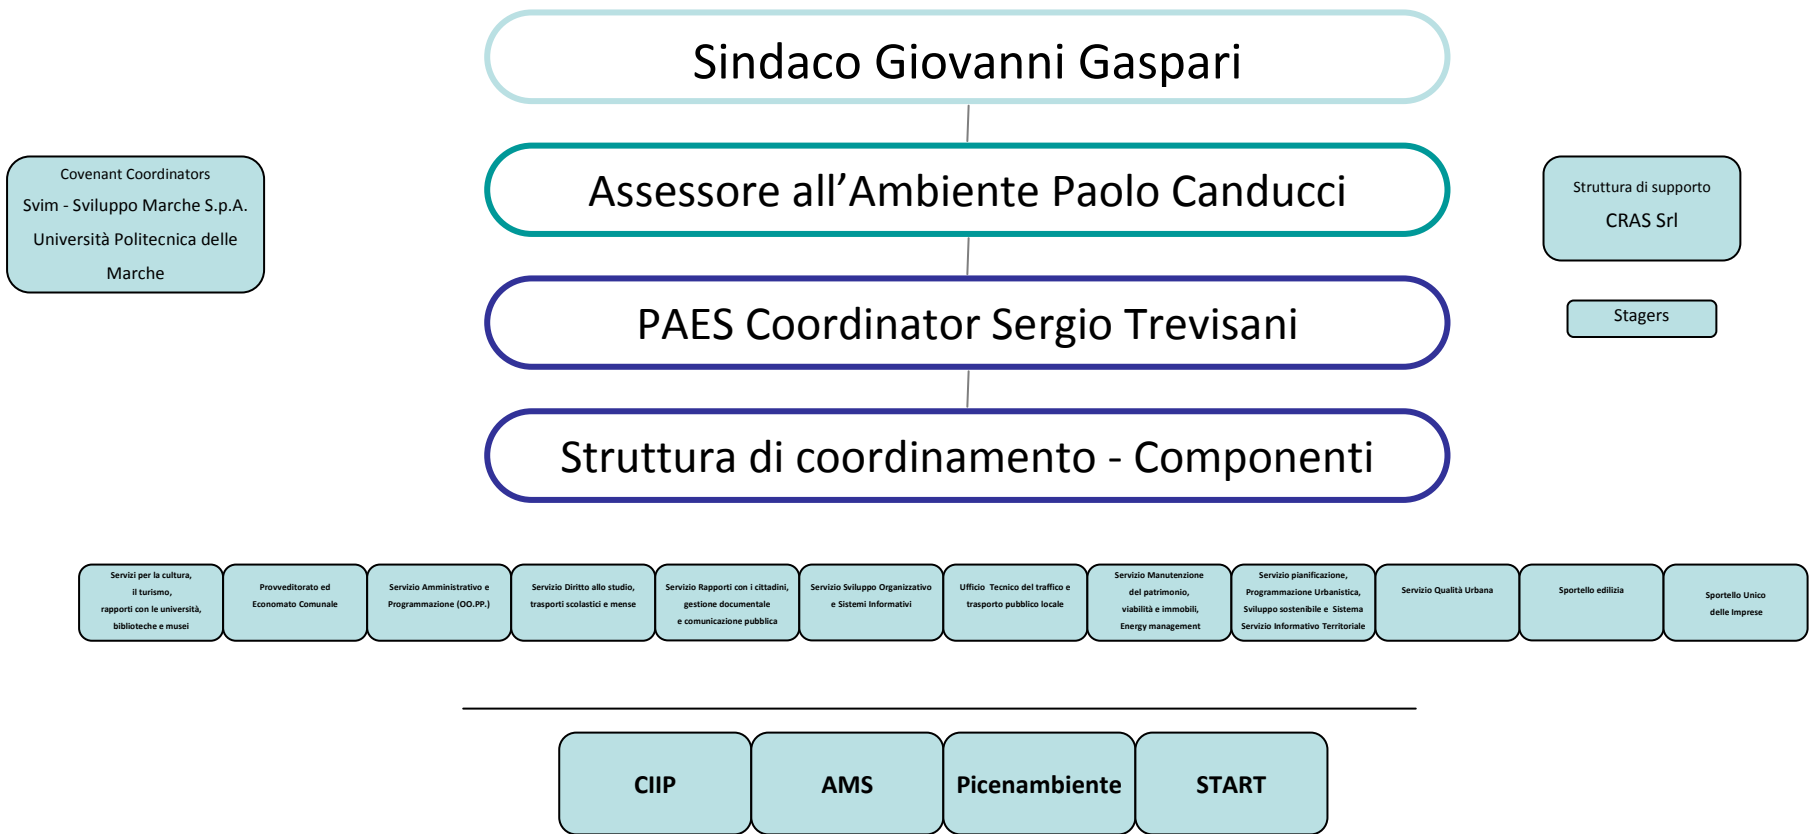 Sindaco Giovanni Gaspari
Assessore all’Ambiente Paolo Canducci
PAES Coordinator Sergio Trevisani
Struttura di coordinamento - Componenti
Covenant Coordinators
Svim - Sviluppo Marche S.p.A.
Università Politecnica delle
Marche
Struttura di supporto
CRAS Srl
Stagers
Servizi per la cultura,
il turismo,
rapporti con le università,
biblioteche e musei
Provveditorato ed
Economato Comunale
Servizio Amministrativo e
Programmazione (OO.PP.)
Servizio Diritto allo studio,
trasporti scolastici e mense
Servizio Rapporti con i cittadini,
gestione documentale
e comunicazione pubblica
Servizio Sviluppo Organizzativo
e Sistemi Informativi
Ufficio Tecnico del traffico e
trasporto pubblico locale
Servizio Manutenzione
del patrimonio,
viabilità e immobili,
Energy management
Servizio pianificazione,
Programmazione Urbanistica,
Sviluppo sostenibile e Sistema
Servizio Informativo Territoriale
Servizio Qualità Urbana
Sportello edilizia
Sportello Unico
delle Imprese
CIIP
AMS
Picenambiente
START